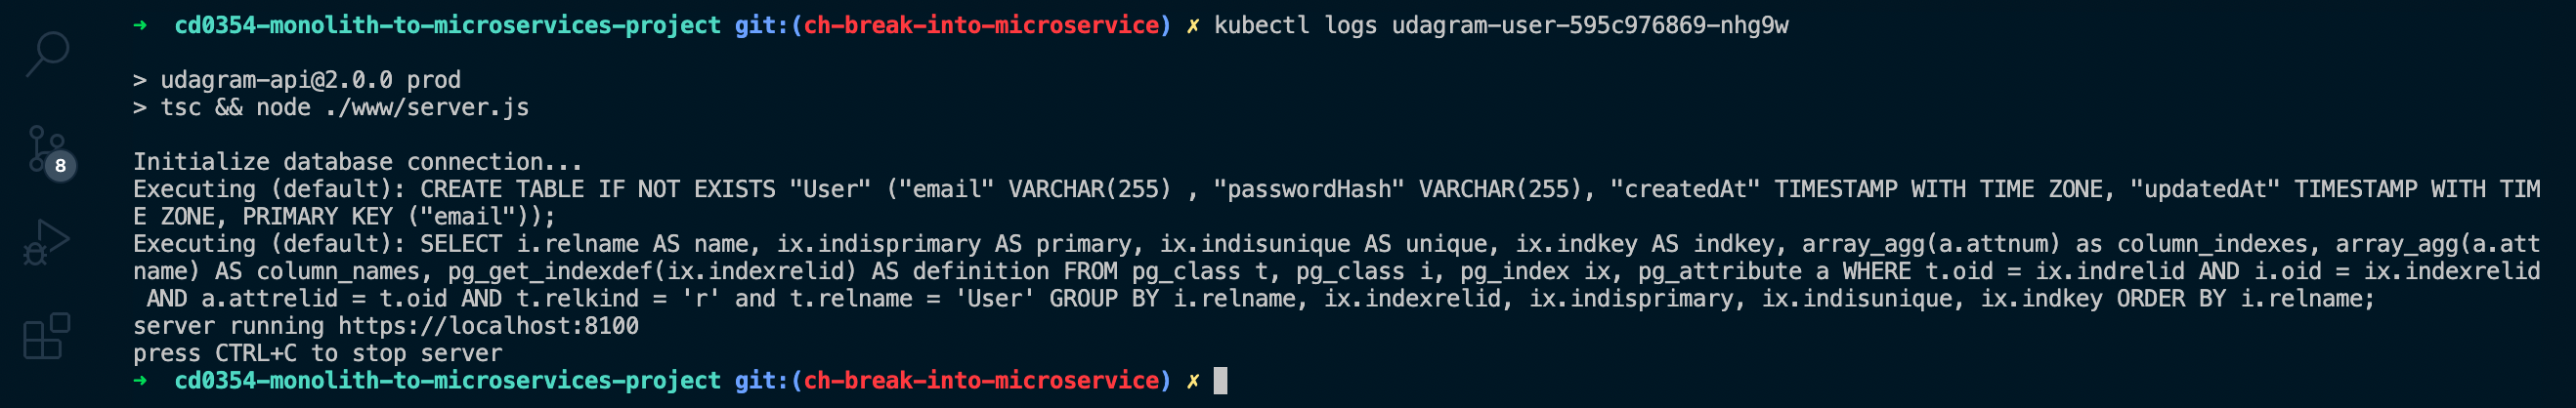 ➜  cd0354-monolith-to-microservices-project git:(ch-break-into-microservice) ✗ kubectl logs udagram-user-595c976869-nhg9w
> udagram-api@2.0.0 prod
> tsc && node ./www/server.js
8
Initialize database connection...
Executing (default): CREATE TABLE IF NOT EXISTS "User" ("email" VARCHAR(255) , "passwordHash" VARCHAR(255), "createdAt" TIMESTAMP WITH TIME ZONE, "updatedAt" TIMESTAMP WITH TIM
E ZONE, PRIMARY KEY ("email"));
Executing (default): SELECT i.relname AS name, ix.indisprimary AS primary, ix.indisunique AS unique, ix.indkey AS indkey, array_agg(a.attnum) as column_indexes, array_agg(a.att
name) AS column_names, pg_get_indexdef(ix.indexrelid) AS definition FROM pg_class t, pg_class i, pg_index ix, pg_attribute a WHERE t.oid = ix.indrelid AND i.oid = ix.indexrelid
 AND a.attrelid = t.oid AND t.relkind = 'r' and t.relname = 'User' GROUP BY i.relname, ix.indexrelid, ix.indisprimary, ix.indisunique, ix.indkey ORDER BY i.relname;
server running https://localhost:8100
press CTRL+C to stop server
➜  cd0354-monolith-to-microservices-project git:(ch-break-into-microservice) ✗